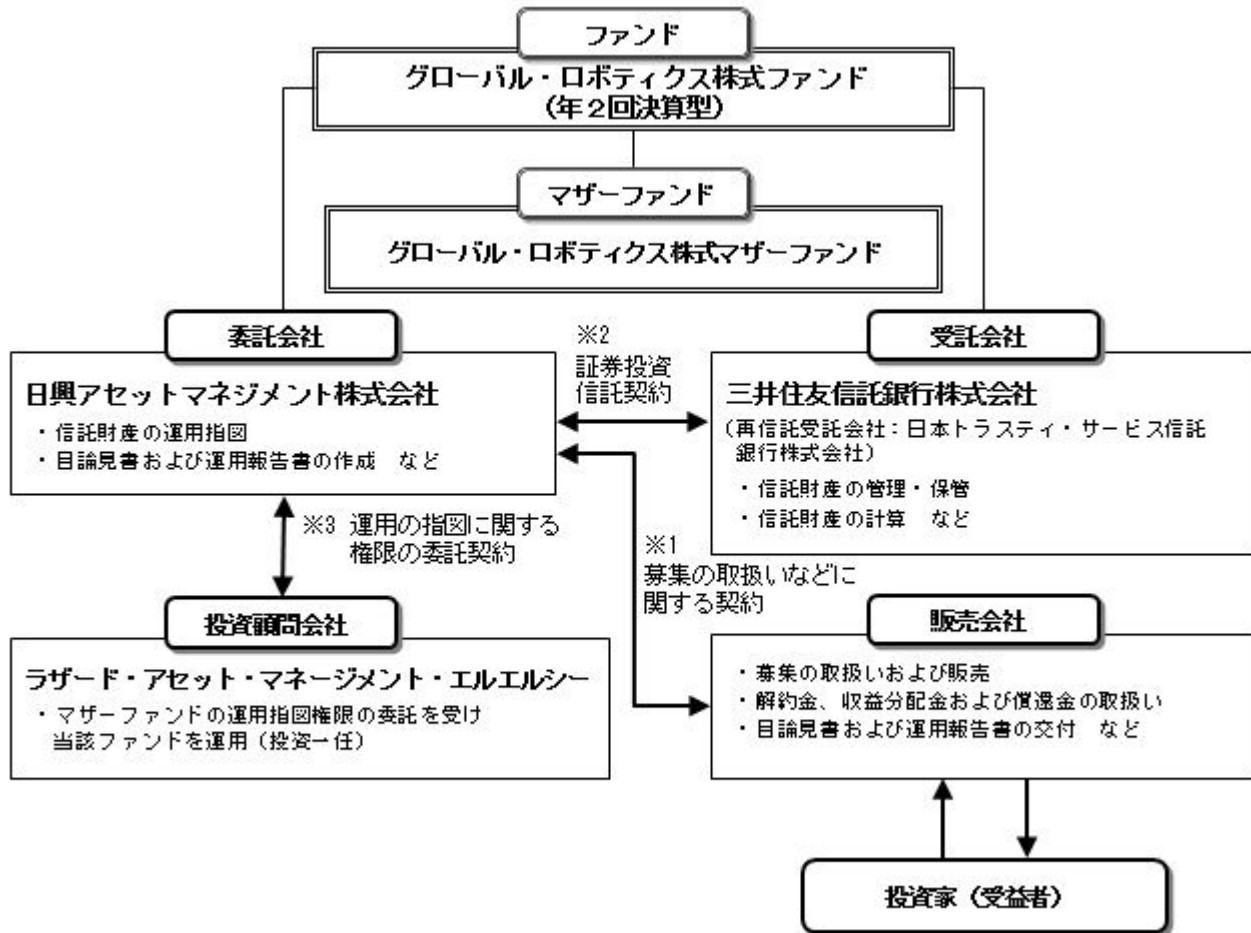 ファンド
グローバル・ロボティクス株式ファンド
(年2回決算型)
マザーファンド
グローバル・ロボティクス株式マザーファンド
委託会社
日興アセットマネジメント株式会社
・信託財産の運用指図
・目論見書および運用報告書の作成　など
※2
証券投資
信託契約
受託会社
三井住友信託銀行株式会社
(再信託受託会社：日本トラスティ・サービス信託
銀行株式会社)
・信託財産の管理・保管
・信託財産の計算　など
※3 運用の指図に関する
権限の委託契約
※1
募集の取扱いなどに
関する契約
投資顧問会社
ラザード・アセット・マネージメント・エルエルシー
・マザーファンドの運用指図権限の委託を受け
当該ファンドを運用（投資一任）
販売会社
・募集の取扱いおよび販売
・解約金、収益分配金および償還金の取扱い
・目論見書および運用報告書の交付　など
投資家（受益者）